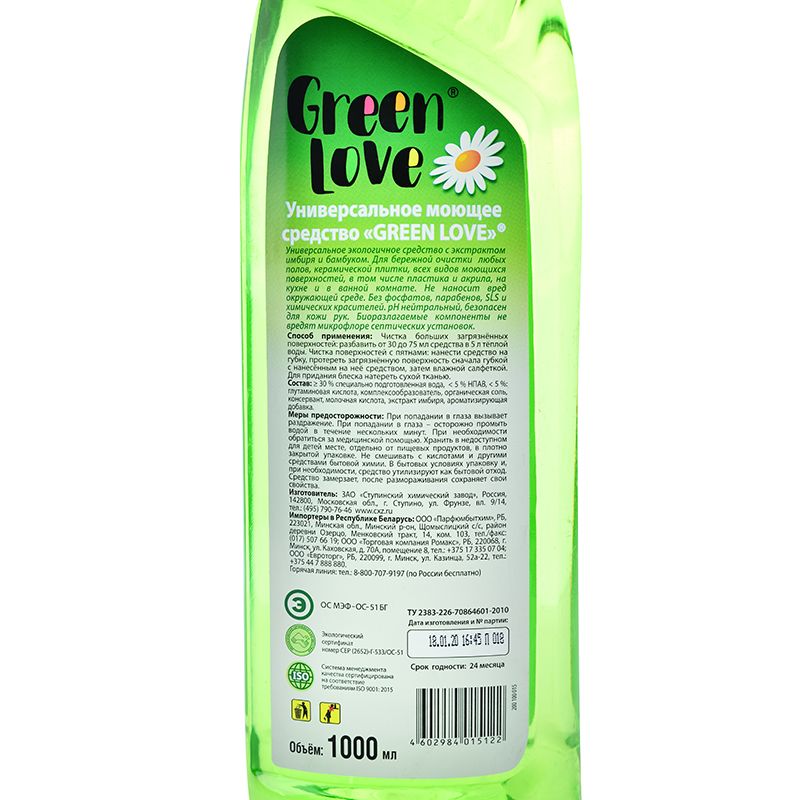 Green®
Love
Универсальное моющее
средство «GREEN LOVE»®
Универсальное экологичное средство с экстрактом
имбиря и бамбуком. Для бережной очистки любых
полов, керамической плитки, всех видов моющихся
поверхностей, в том числе пластика и акрила, на
кухне и в ванной комнате. Не наносит вред
окружающей среде. Без фосфатов, парабенов, SLS и
химических красителей. pH нейтральный, безопасен
для кожи рук. Биоразлагаемые компоненты не
вредят микрофлоре септических установок.
Способ применения: Чистка больших загрязнённых
поверхностей: разбавить от 30 до 75 мл средства в 5 л тёплой
воды. Чистка поверхностей с пятнами: нанести средство на
губку, протереть загрязнённую поверхность сначала губкой
с нанесённым на неё средством, затем влажной салфеткой.
Для придания блеска натереть сухой тканью.
Состав: ≥ 30 % специально подготовленная вода, < 5 % НПАВ, < 5 %:
глутаминовая кислота, комплексообразователь, органическая соль,
консервант, молочная кислота, экстракт имбиря, ароматизирующая
добавка.
Меры предосторожности: При попадании в глаза вызывает
раздражение. При попадании в глаза – осторожно промыть
водой в течение нескольких минут. При необходимости
обратиться за медицинской помощью. Хранить в недоступном
для детей месте, отдельно от пищевых продуктов, в плотно
закрытой упаковке. Не смешивать с кислотами и другими
средствами бытовой химии. В бытовых условиях упаковку и,
при необходимости, средство утилизируют как бытовой отход.
Средство замерзает, после размораживания сохраняет свои
свойства.
Изготовитель: ЗАО «Ступинский химический завод», Россия,
142800, Московская обл., г. Ступино, ул. Фрунзе, вл. 9/14,
тел.: (495) 790-76-46 www.cxz.ru
Импортеры в Республике Беларусь: ООО «Парфюмбытхим», РБ,
223021, Минская обл., Минский р-он, Щомыслицкий с/с, район
деревни Озерцо, Менковский тракт, 14, ком. 103, тел./факс:
(017) 507 66 19; ООО «Торговая компания Ромакс», РБ, 220068, г.
Минск, ул. Каховская, д. 70А, помещение 8, тел.: +375 17 335 07 04;
ООО «Евроторг», РБ, 220099, г. Минск, ул. Казинца, 52а-22, тел.:
+375 44 7 888 880.
Горячая линия: тел.: 8-800-707-9197 (по России бесплатно)
Э ОС МЭФ-ОС-51БГ
ТУ 2383-226-70864601-2010
Дата изготовления и № партии:
18.01.20 16:45 П 018
Срок годности: 24 месяца
Экологический
сертификат
номер СЕР (2652)-Г-533/ОС-51
ISO
Система менеджмента
качества сертифицирована
на соответствие
требованиям ISO 9001: 2015
200 100 015
4 602984 015122
Объём: 1000 мл